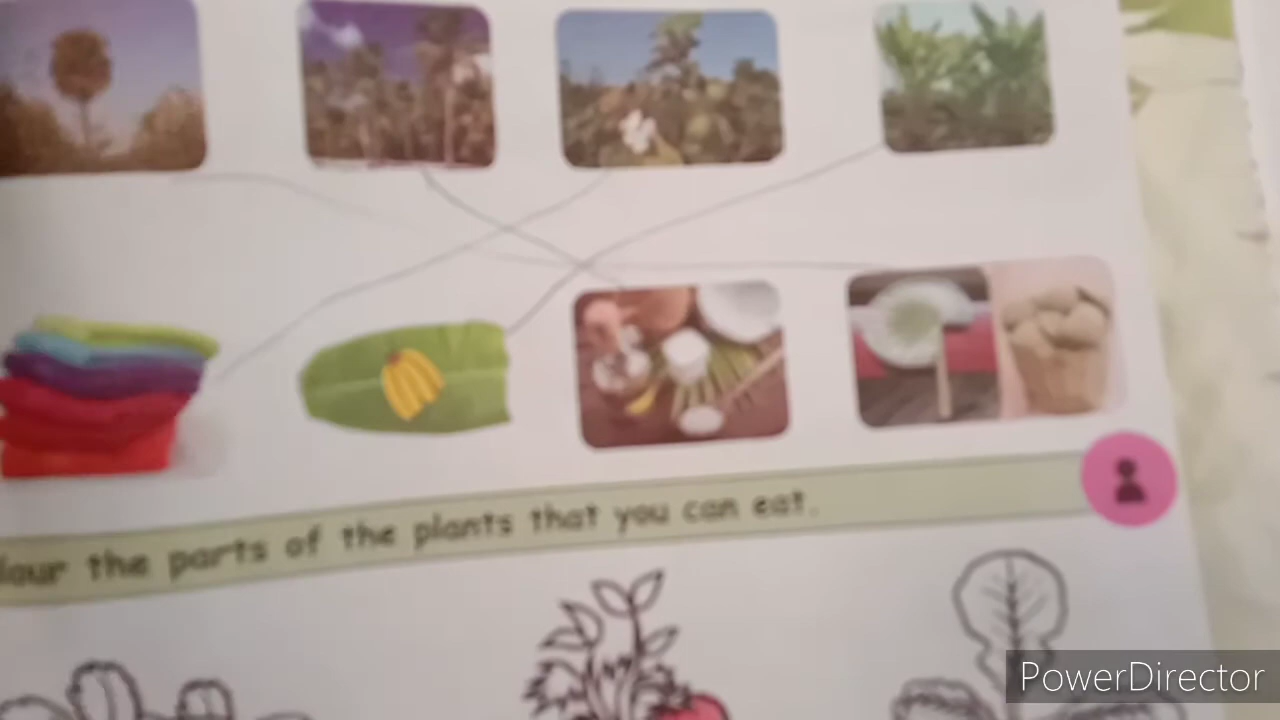 the parts of the plants that you can eat.
PowerDirector